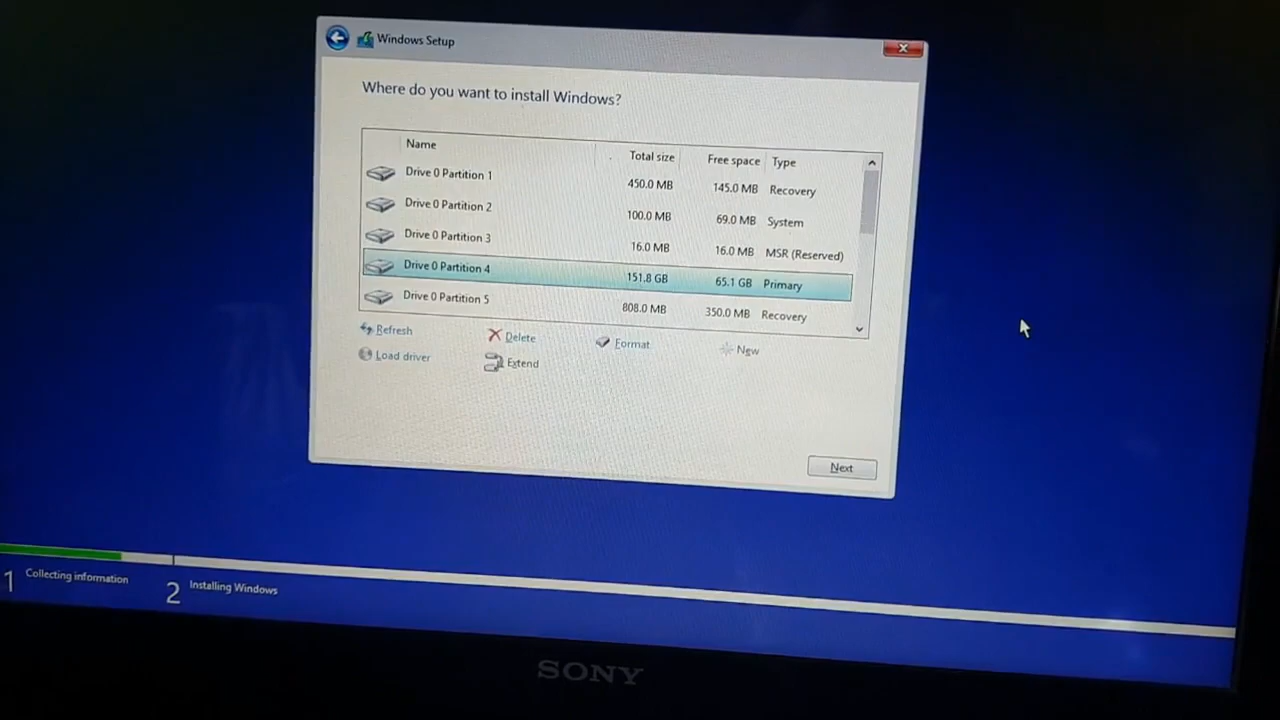 Windows Setup
Where do you want to install Windows?
Name Total size Free space Type
Drive 0 Partition 1 450.0 MB 145.0 MB Recovery
Drive 0 Partition 2 100.0 MB 69.0 MB System
Drive 0 Partition 3 16.0 MB 16.0 MB MSR (Reserved)
Drive 0 Partition 4 151.8 GB 65.1 GB Primary
Drive 0 Partition 5 808.0 MB 350.0 MB Recovery
Refresh Delete Format New
Load driver Extend
Next
1 Collecting information 2 Installing Windows
SONY